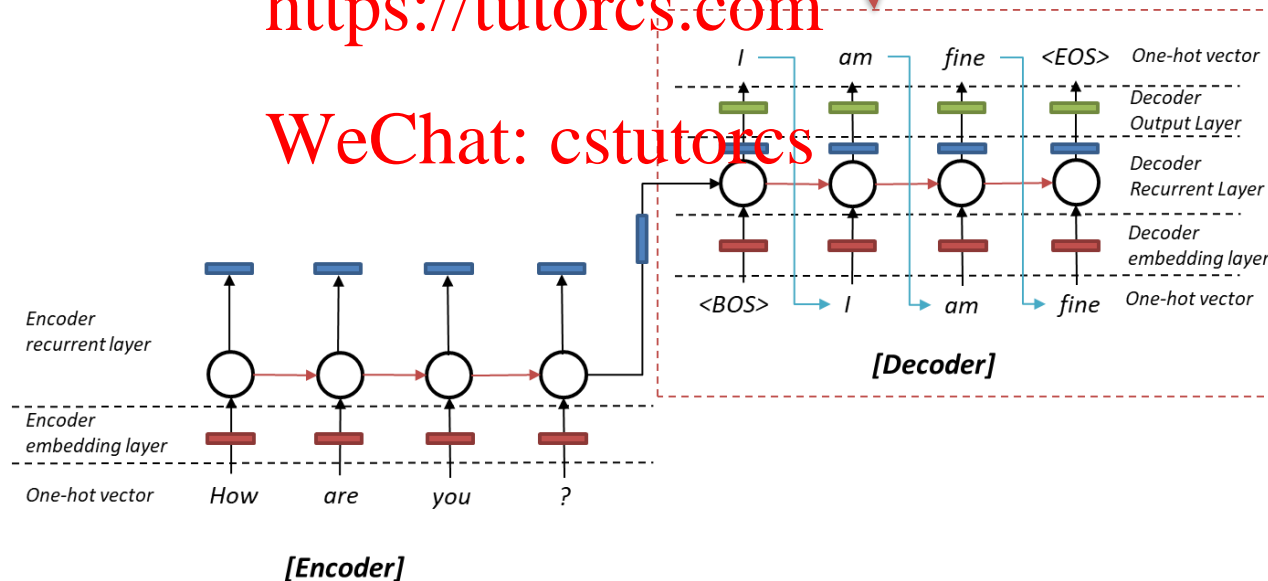 https://tutorcs.com
I am fine <EOS> One-hot vector
Decoder
Output Layer
WeChat: cstutorcs
Decoder
Recurrent Layer
Decoder
embedding layer
<BOS> I am fine One-hot vector
[Decoder]
Encoder
recurrent layer
Encoder
embedding layer
One-hot vector How are you ?
[Encoder]